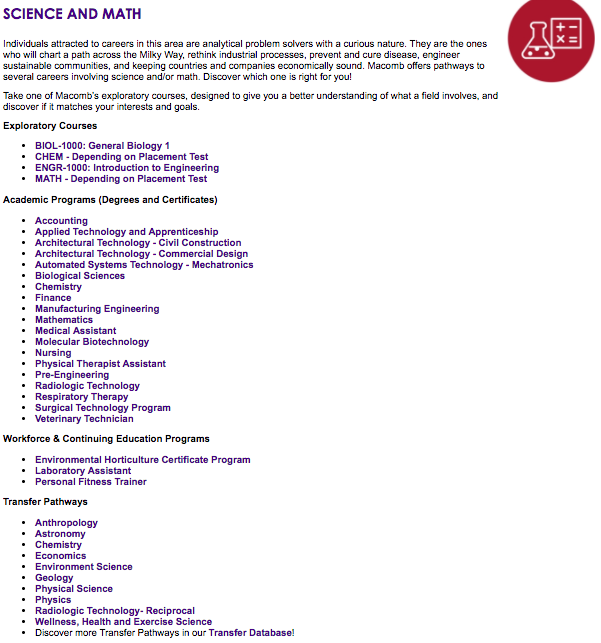 SCIENCE AND MATH
Individuals attracted to careers in this area are analytical problem solvers with a curious nature. They are the ones
who will chart a path across the Milky Way, rethink industrial processes, prevent and cure disease, engineer
sustainable communities, and keeping countries and companies economically sound. Macomb offers pathways to
several careers involving science and/or math. Discover which one is right for you!
Take one of Macomb's exploratory courses, designed to give you a better understanding of what a field involves, and
discover if it matches your interests and goals.
Exploratory Courses
• BIOL-1000: General Biology 1
• CHEM - Depending on Placement Test
• ENGR-1000: Introduction to Engineering
• MATH - Depending on Placement Test
Academic Programs (Degrees and Certificates)
• Accounting
• Applied Technology and Apprenticeship
• Architectural Technology - Civil Construction
• Architectural Technology - Commercial Design
• Automated Systems Technology - Mechatronics
• Biological Sciences
• Chemistry
• Finance
• Manufacturing Engineering
• Mathematics
• Medical Assistant
• Molecular Biotechnology
• Nursing
• Physical Therapist Assistant
• Pre-Engineering
• Radiologic Technology
• Respiratory Therapy
• Surgical Technology Program
• Veterinary Technician
Workforce & Continuing Education Programs
• Environmental Horticulture Certificate Program
• Laboratory Assistant
• Personal Fitness Trainer
Transfer Pathways
• Anthropology
• Astronomy
• Chemistry
• Economics
• Environment Science
• Geology
• Physical Science
• Physics
• Radiologic Technology- Reciprocal
• Wellness, Health and Exercise Science
• Discover more Transfer Pathways in our Transfer Database!